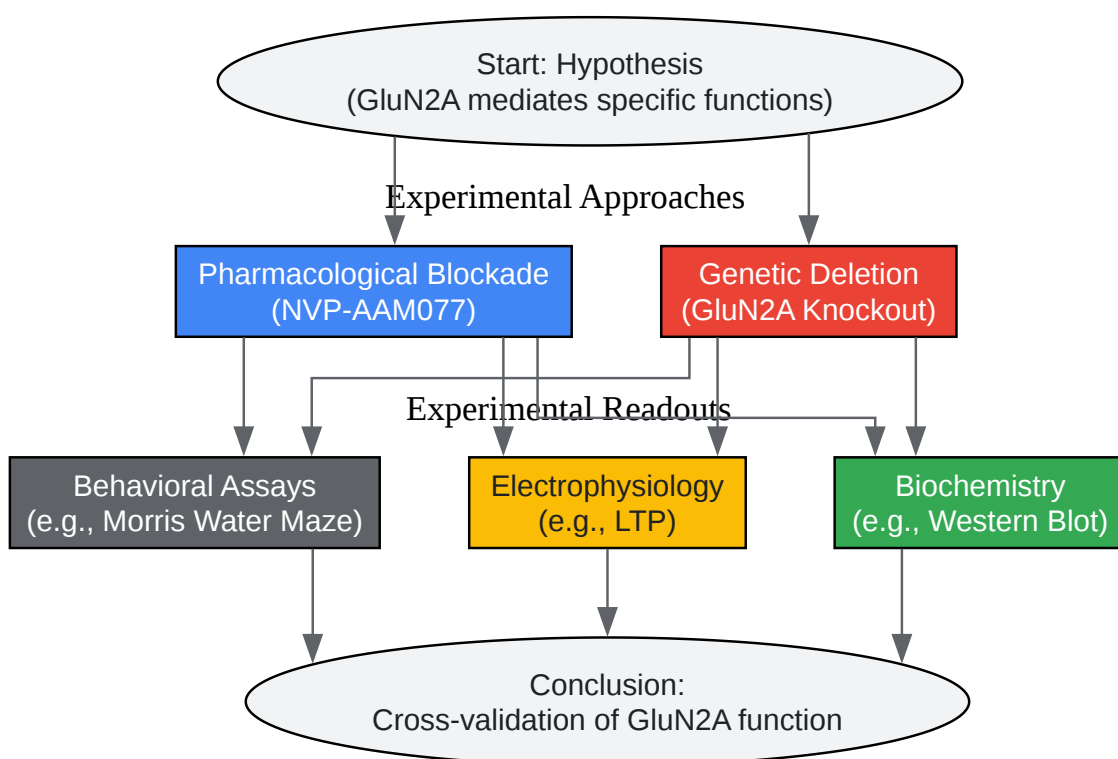 Start: Hypothesis
(GluN2A mediates specific functions)
Experimental Approaches
Pharmacological Blockade
(NVP-AAM077)
Genetic Deletion
(GluN2A Knockout)
Experimental Readouts
Behavioral Assays
(e.g., Morris Water Maze)
Electrophysiology
(e.g., LTP)
Biochemistry
(e.g., Western Blot)
Conclusion:
Cross-validation of GluN2A function